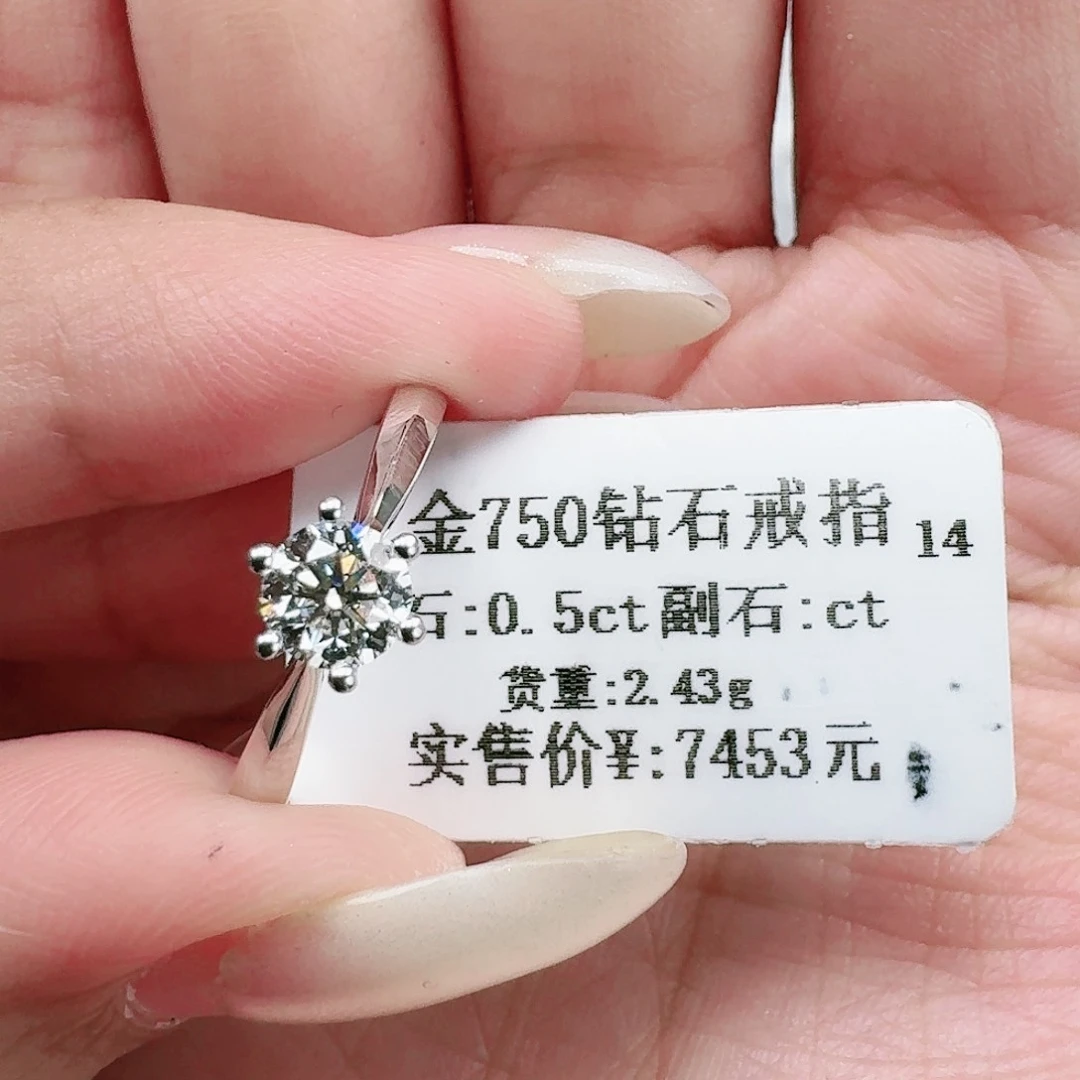 金750钻石戒指 14
石:0.5ct副石:ct
货重:2.43g
实售价¥:7453元